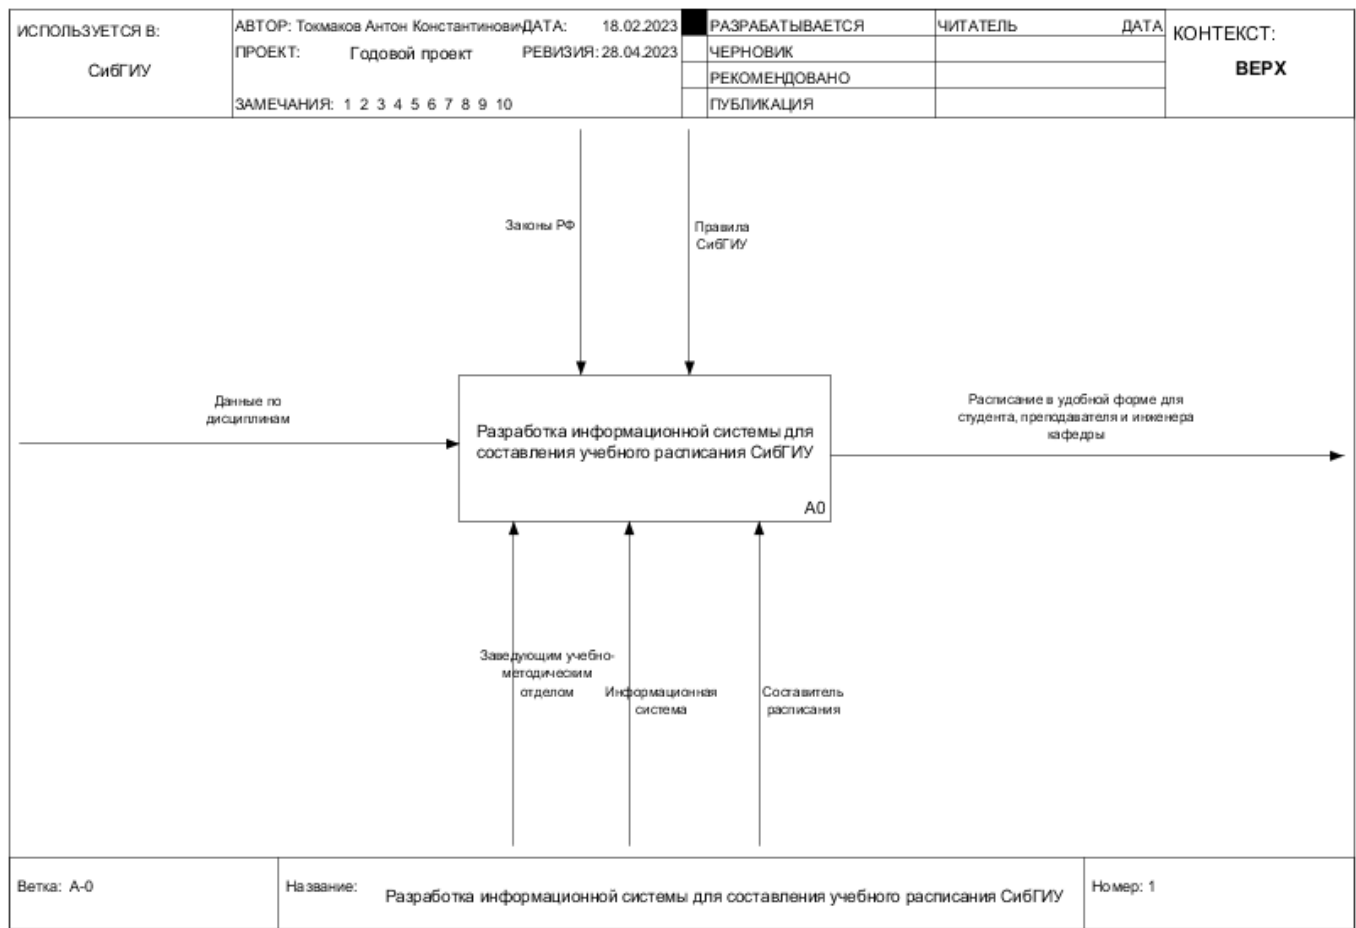 ИСПОЛЬЗУЕТСЯ В:
СибГИУ
АВТОР: Токмаков Антон Константинович
ДАТА: 18.02.2023
ПРОЕКТ: Годовой проект
РЕВИЗИЯ: 28.04.2023
ЗАМЕЧАНИЯ: 1 2 3 4 5 6 7 8 9 10
РАЗРАБАТЫВАЕТСЯ
ЧЕРНОВИК
РЕКОМЕНДОВАНО
ПУБЛИКАЦИЯ
ЧИТАТЕЛЬ ДАТА
КОНТЕКСТ:
ВЕРХ
Законы РФ
Правила
СибГИУ
Данные по
дисциплинам
Разработка информационной системы для
составления учебного расписания СибГИУ
A0
Расписание в удобной форме для
студента, преподавателя и инженера
кафедры
Заведующим учебно-
методическим
отделом
Информационная
система
Составитель
расписания
Ветка: A-0
Название: Разработка информационной системы для составления учебного расписания СибГИУ
Номер: 1